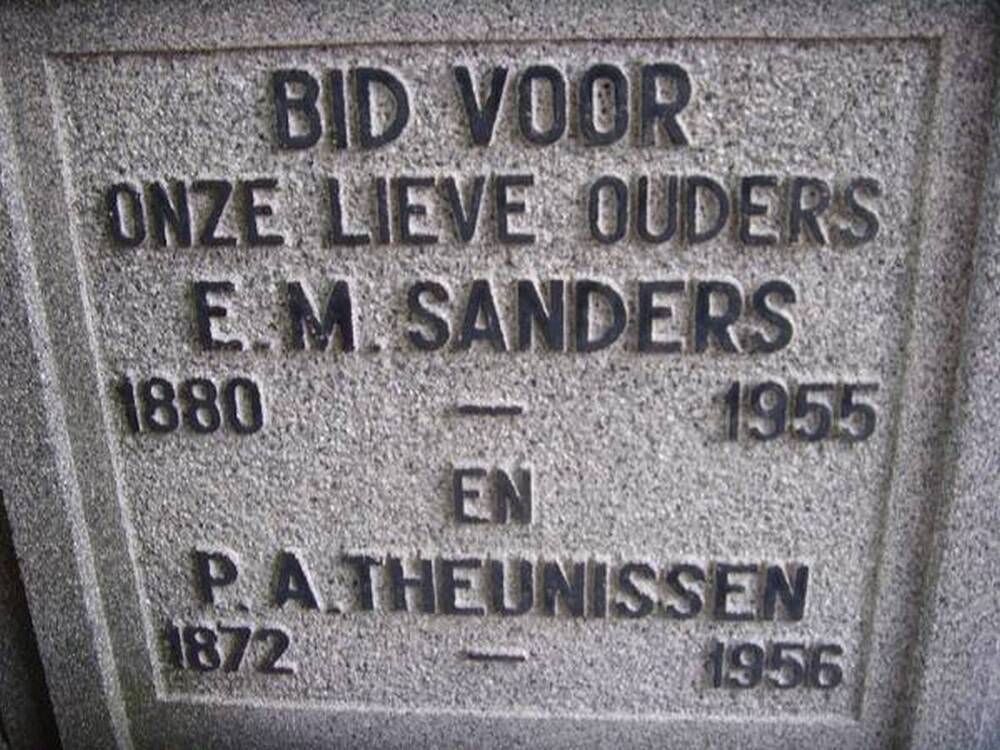 BID VOOR
ONZE LIEVE OUDERS
E. M. SANDERS
1880 — 1955
EN
P. A. THEUNISSEN
1872 — 1956